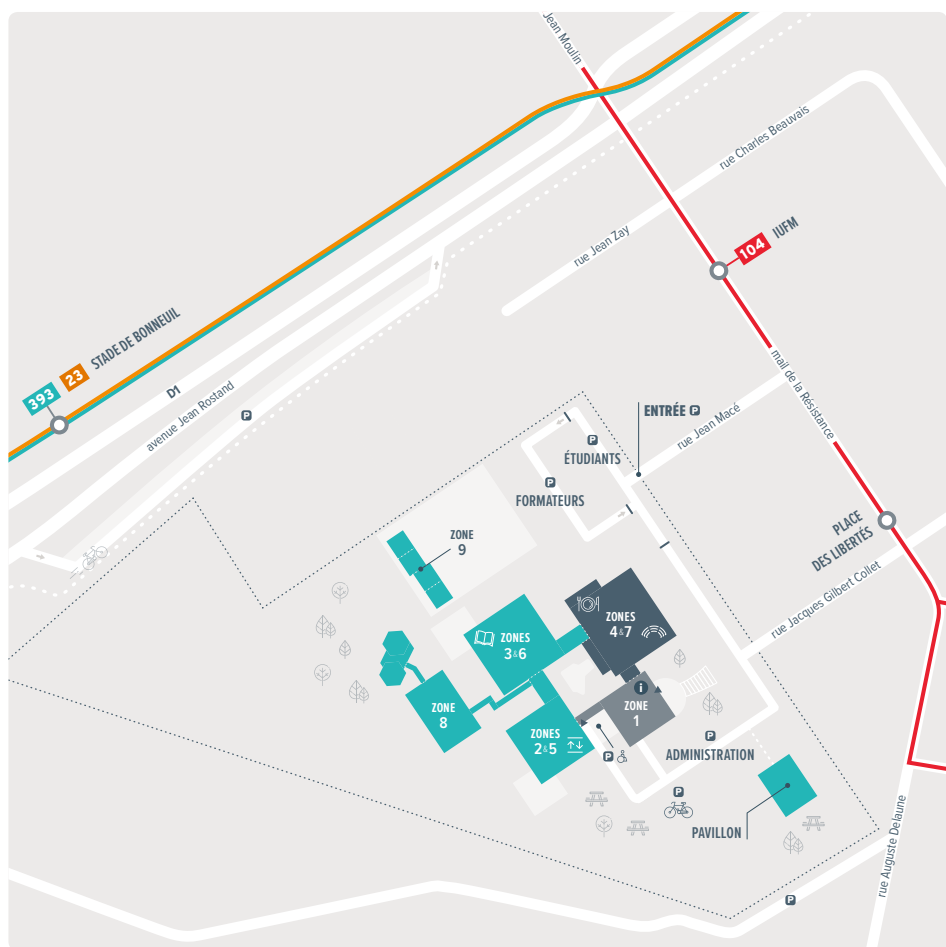 Jean Moulin
rue Charles Beauvais
rue Jean Zay
104 IUFM
393 23 STADE DE BONNEUIL
D1
avenue Jean Rostand
P
mail de la Résistance
ENTRÉE P
rue Jean Macé
P
ÉTUDIANTS
P
FORMATEURS
PLACE
DES LIBERTÉS
rue Jacques Gilbert Collet
ZONE
9
ZONES
4&7
ZONES
3&6
i
ZONE
1
ZONE
8
ZONES
2&5
P
P
ADMINISTRATION
P
PAVILLON
rue Auguste Delaune
P